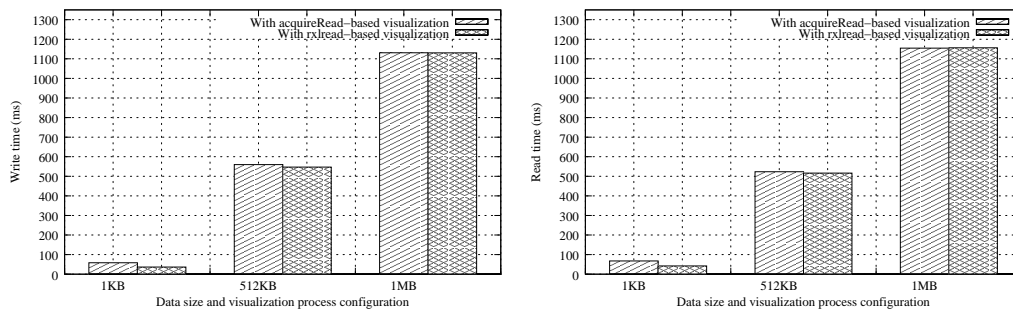 1300
1200
1100
1000
900
800
700
600
500
400
300
200
100
0
Write time (ms)
With acquireRead−based visualization
With rxlread−based visualization
1KB
512KB
1MB
Data size and visualization process configuration
1300
1200
1100
1000
900
800
700
600
500
400
300
200
100
0
Read time (ms)
With acquireRead−based visualization
With rxlread−based visualization
1KB
512KB
1MB
Data size and visualization process configuration